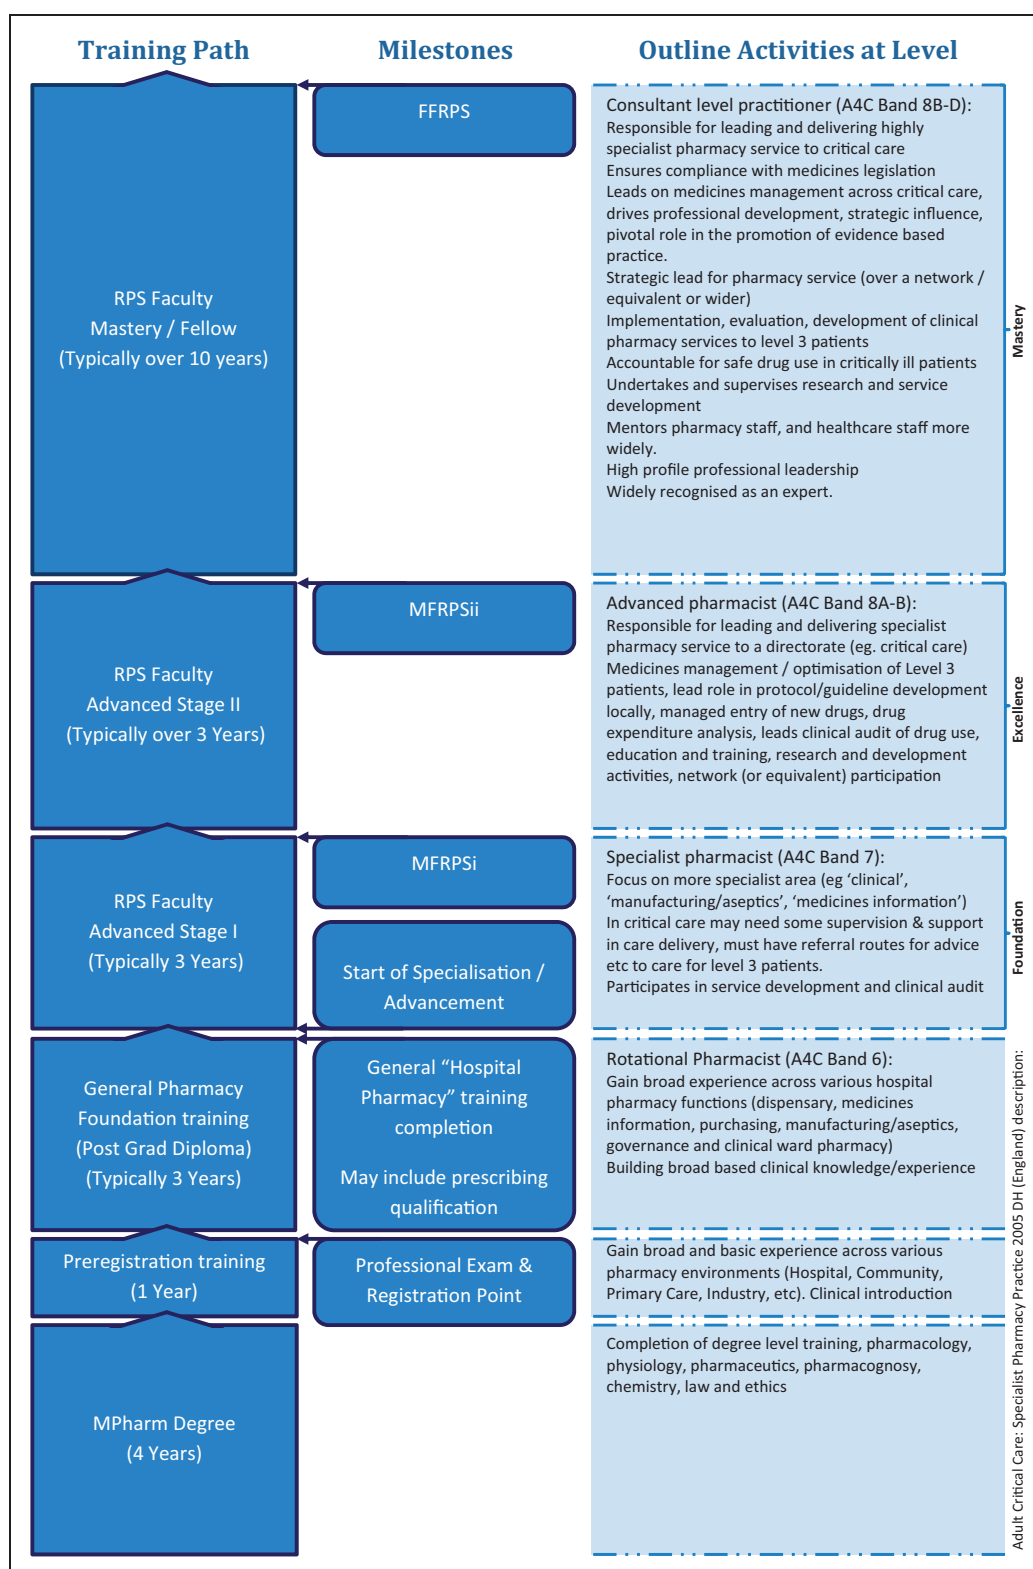 Training Path
Milestones
Outline Activities at Level
RPS Faculty
Mastery / Fellow
(Typically over 10 years)
FFRPS
Consultant level practitioner (A4C Band 8B-D):
Responsible for leading and delivering highly
specialist pharmacy service to critical care
Ensures compliance with medicines legislation
Leads on medicines management across critical care,
drives professional development, strategic influence,
pivotal role in the promotion of evidence based
practice.
Strategic lead for pharmacy service (over a network /
equivalent or wider)
Implementation, evaluation, development of clinical
pharmacy services to level 3 patients
Accountable for safe drug use in critically ill patients
Undertakes and supervises research and service
development
Mentors pharmacy staff, and healthcare staff more
widely.
High profile professional leadership
Widely recognised as an expert.
Mastery
RPS Faculty
Advanced Stage II
(Typically over 3 Years)
MFRPSii
Advanced pharmacist (A4C Band 8A-B):
Responsible for leading and delivering specialist
pharmacy service to a directorate (eg. critical care)
Medicines management / optimisation of Level 3
patients, lead role in protocol/guideline development
locally, managed entry of new drugs, drug
expenditure analysis, leads clinical audit of drug use,
education and training, research and development
activities, network (or equivalent) participation
Excellence
RPS Faculty
Advanced Stage I
(Typically 3 Years)
MFRPSi
Start of Specialisation /
Advancement
Specialist pharmacist (A4C Band 7):
Focus on more specialist area (eg ‘clinical’,
‘manufacturing/aseptics’, ‘medicines information’)
In critical care may need some supervision & support
in care delivery, must have referral routes for advice
etc to care for level 3 patients.
Participates in service development and clinical audit
Foundation
General Pharmacy
Foundation training
(Post Grad Diploma)
(Typically 3 Years)
General “Hospital
Pharmacy” training
completion
May include prescribing
qualification
Rotational Pharmacist (A4C Band 6):
Gain broad experience across various hospital
pharmacy functions (dispensary, medicines
information, purchasing, manufacturing/aseptics,
governance and clinical ward pharmacy)
Building broad based clinical knowledge/experience
Preregistration training
(1 Year)
Professional Exam &
Registration Point
Gain broad and basic experience across various
pharmacy environments (Hospital, Community,
Primary Care, Industry, etc). Clinical introduction
MPharm Degree
(4 Years)
Completion of degree level training, pharmacology,
physiology, pharmaceutics, pharmacognosy,
chemistry, law and ethics
Adult Critical Care: Specialist Pharmacy Practice 2005 DH (England) description: